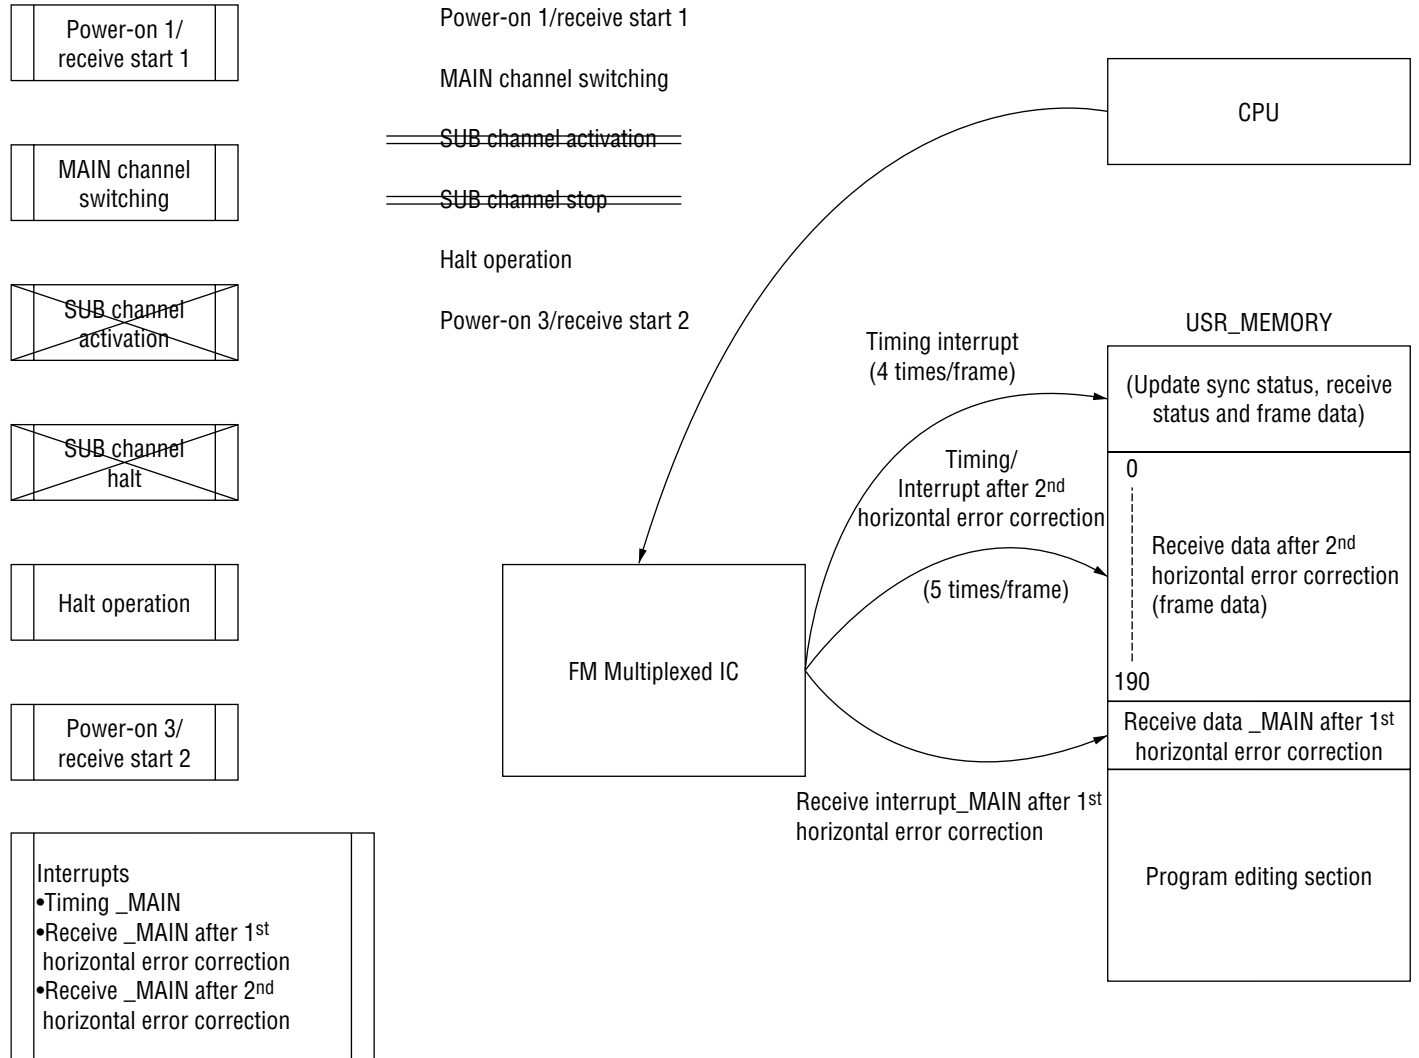 Power-on 1/
receive start 1
MAIN channel
switching
SUB channel
activation
SUB channel
halt
Halt operation
Power-on 3/
receive start 2
Interrupts
•Timing _MAIN
•Receive _MAIN after 1st
horizontal error correction
•Receive _MAIN after 2nd
horizontal error correction
Power-on 1/receive start 1
MAIN channel switching
SUB channel activation
SUB channel stop
Halt operation
Power-on 3/receive start 2
CPU
FM Multiplexed IC
Timing interrupt
(4 times/frame)
Timing/
Interrupt after 2nd
horizontal error correction
(5 times/frame)
Receive interrupt_MAIN after 1st
horizontal error correction
USR_MEMORY
(Update sync status, receive
status and frame data)
0
Receive data after 2nd
horizontal error correction
(frame data)
190
Receive data _MAIN after 1st
horizontal error correction
Program editing section